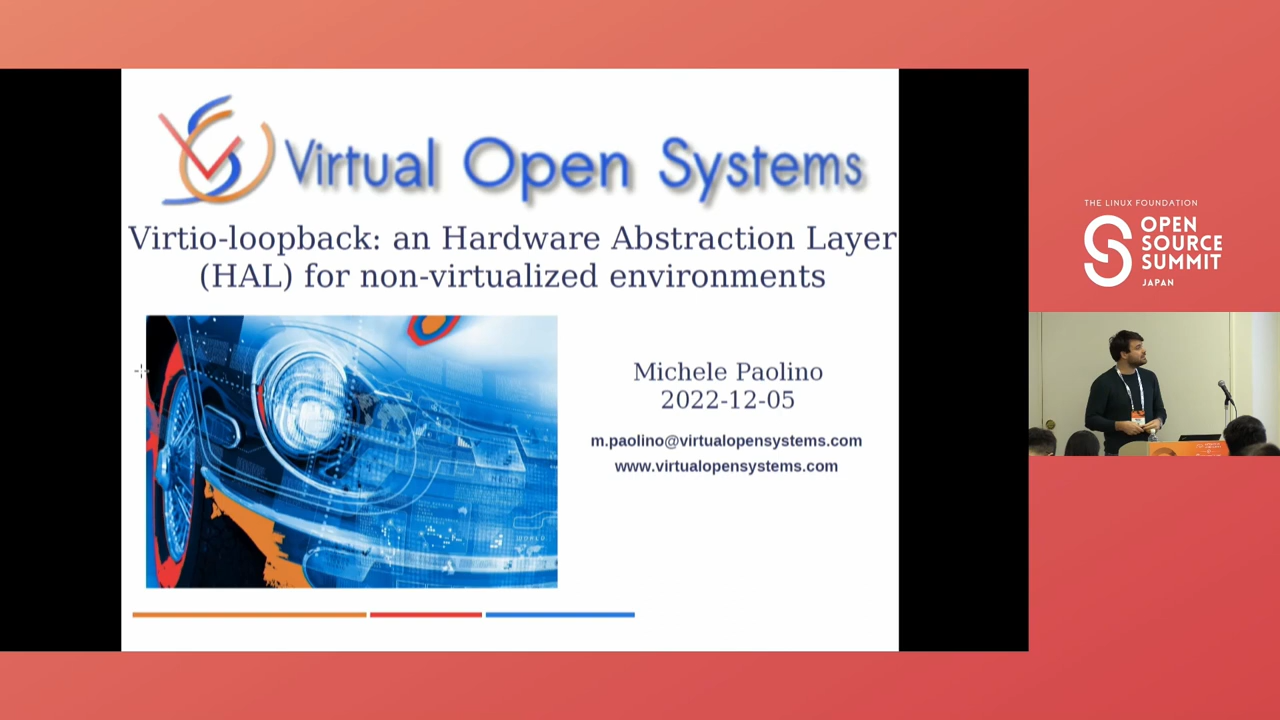 Virtual Open Systems
Virtio-loopback: an Hardware Abstraction Layer
(HAL) for non-virtualized environments
Michele Paolino
2022-12-05
m.paolino@virtualopensystems.com
www.virtualopensystems.com
THE LINUX FOUNDATION
OPEN
SOURCE
SUMMIT
JAPAN